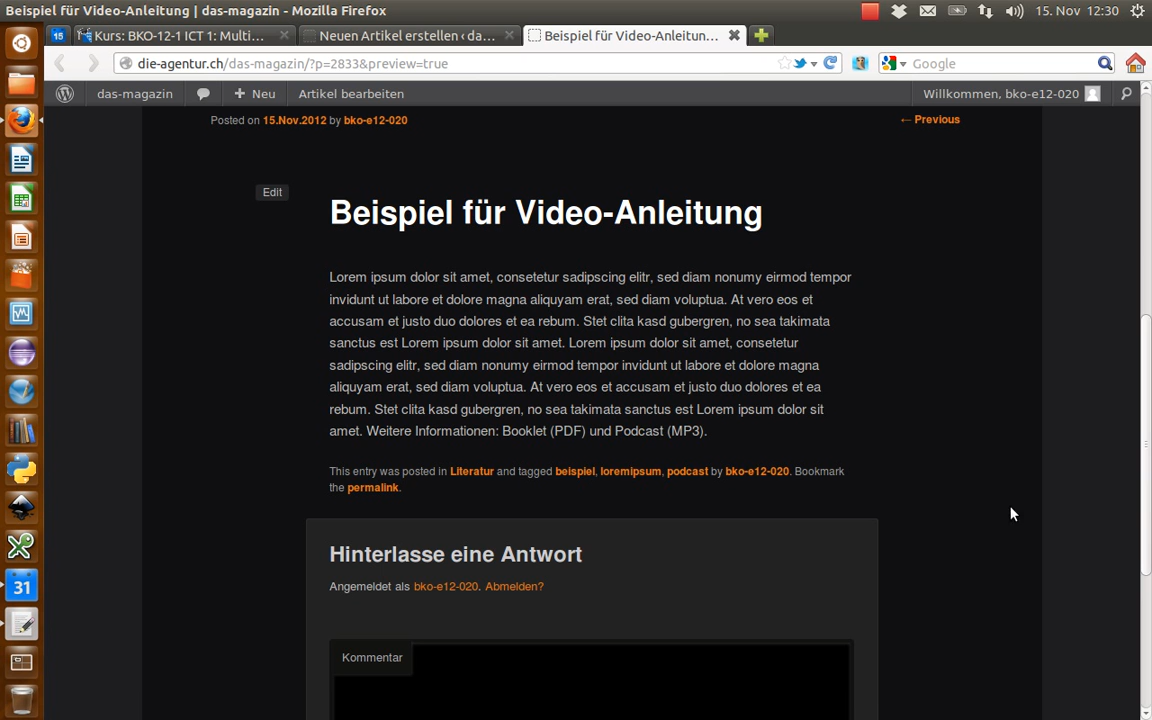 Beispiel für Video-Anleitung | das-magazin - Mozilla Firefox
15. Nov 12:30
15
Kurs: BKO-12-1 ICT 1: Multi...
Neuen Artikel erstellen ‹ da...
Beispiel für Video-Anleitun...
die-agentur.ch/das-magazin/?p=2833&preview=true
Google
das-magazin
Neu
Artikel bearbeiten
Willkommen, bko-e12-020
Posted on 15.Nov.2012 by bko-e12-020
← Previous
Edit
Beispiel für Video-Anleitung
Lorem ipsum dolor sit amet, consetetur sadipscing elitr, sed diam nonumy eirmod tempor
invidunt ut labore et dolore magna aliquyam erat, sed diam voluptua. At vero eos et
accusam et justo duo dolores et ea rebum. Stet clita kasd gubergren, no sea takimata
sanctus est Lorem ipsum dolor sit amet. Lorem ipsum dolor sit amet, consetetur
sadipscing elitr, sed diam nonumy eirmod tempor invidunt ut labore et dolore magna
aliquyam erat, sed diam voluptua. At vero eos et accusam et justo duo dolores et ea
rebum. Stet clita kasd gubergren, no sea takimata sanctus est Lorem ipsum dolor sit
amet. Weitere Informationen: Booklet (PDF) und Podcast (MP3).
This entry was posted in Literatur and tagged beispiel, loremipsum, podcast by bko-e12-020. Bookmark
the permalink.
Hinterlasse eine Antwort
Angemeldet als bko-e12-020. Abmelden?
31
Kommentar